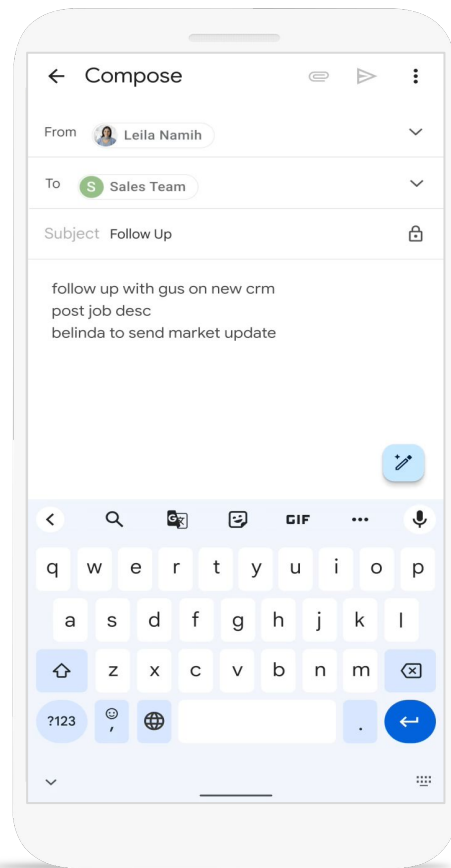 Compose
From Leila Namih
To S Sales Team
Subject Follow Up
follow up with gus on new crm
post job desc
belinda to send market update
GIF
q w e r t y u i o p
a s d f g h j k l
z x c v b n m
?123 , .